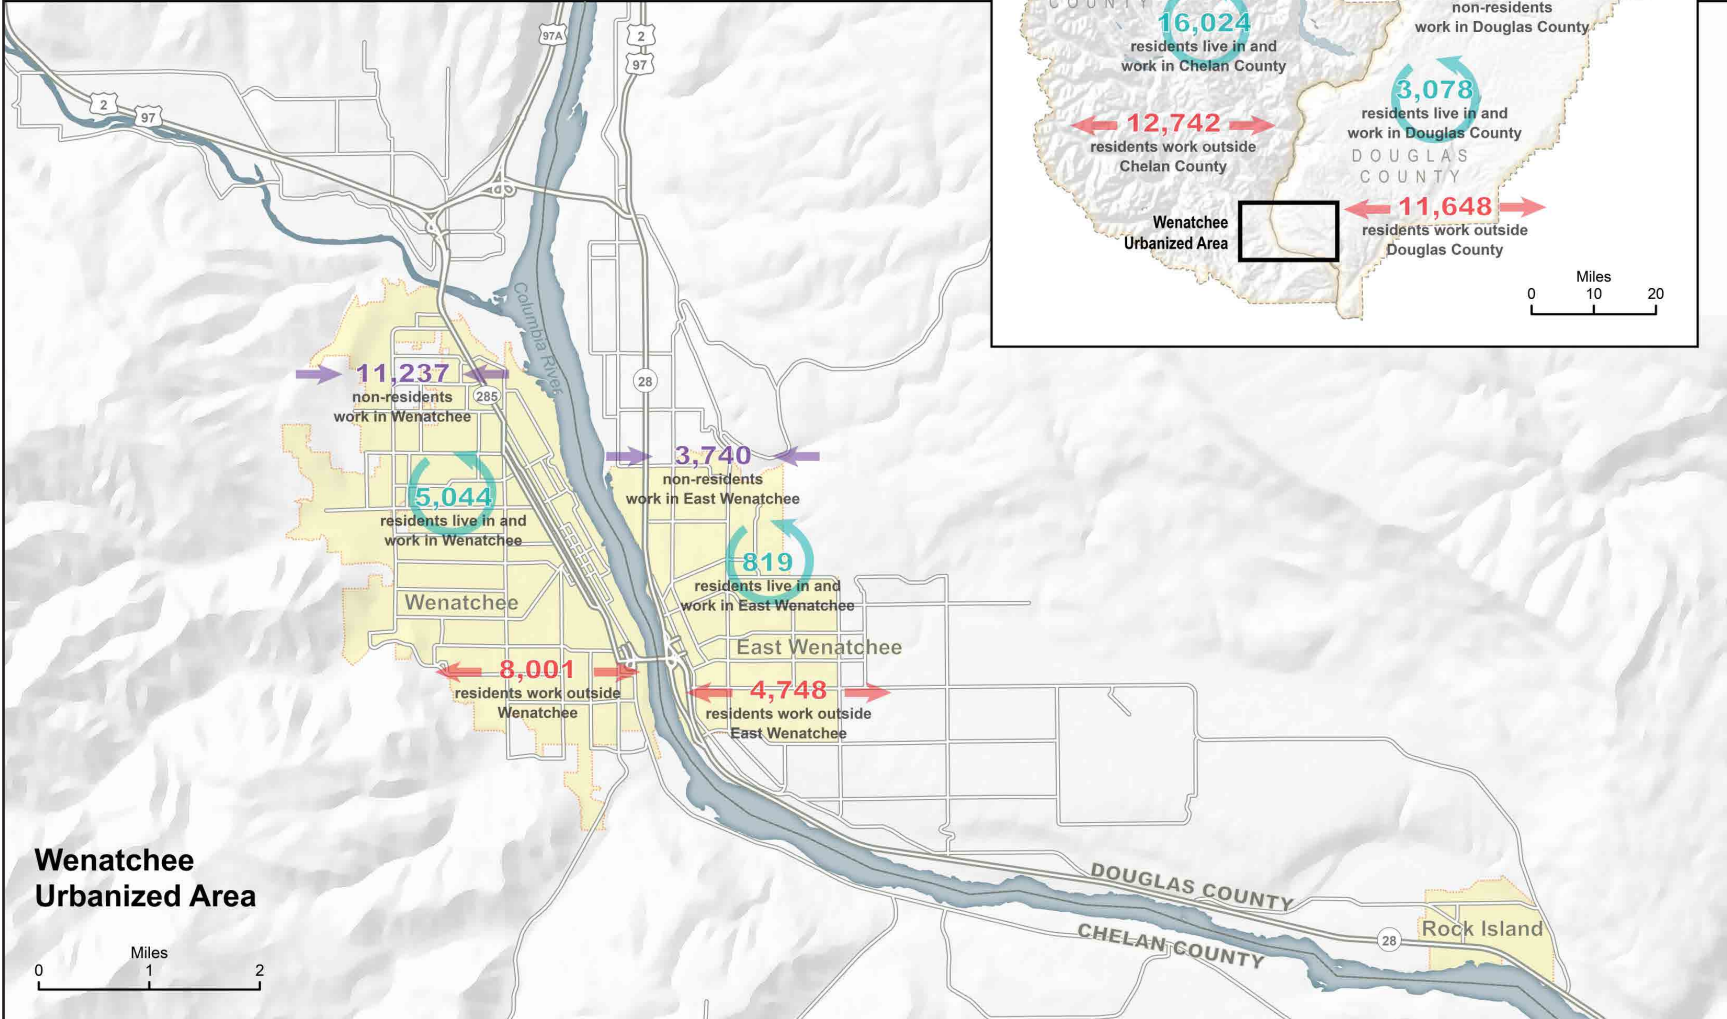 COUNTY
16,024
residents live in and
work in Chelan County
non-residents
work in Douglas County
3,078
residents live in and
work in Douglas County
12,742
residents work outside
Chelan County
DOUGLAS
COUNTY
11,648
residents work outside
Douglas County
Wenatchee
Urbanized Area
Miles
0 10 20
97A
2
97
2
97
Columbia River
28
285
11,237
non-residents
work in Wenatchee
3,740
non-residents
work in East Wenatchee
5,044
residents live in and
work in Wenatchee
819
residents live in and
work in East Wenatchee
Wenatchee
East Wenatchee
8,001
residents work outside
Wenatchee
4,748
residents work outside
East Wenatchee
Wenatchee
Urbanized Area
Miles
0 1 2
DOUGLAS COUNTY
CHELAN COUNTY
28
Rock Island